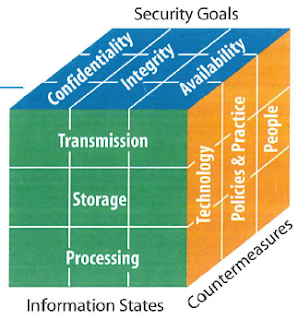 Security Goals
Confidentiality
Integrity
Availability
Transmission
Storage
Processing
Technology
Policies & Practice
People
Information States
Countermeasures